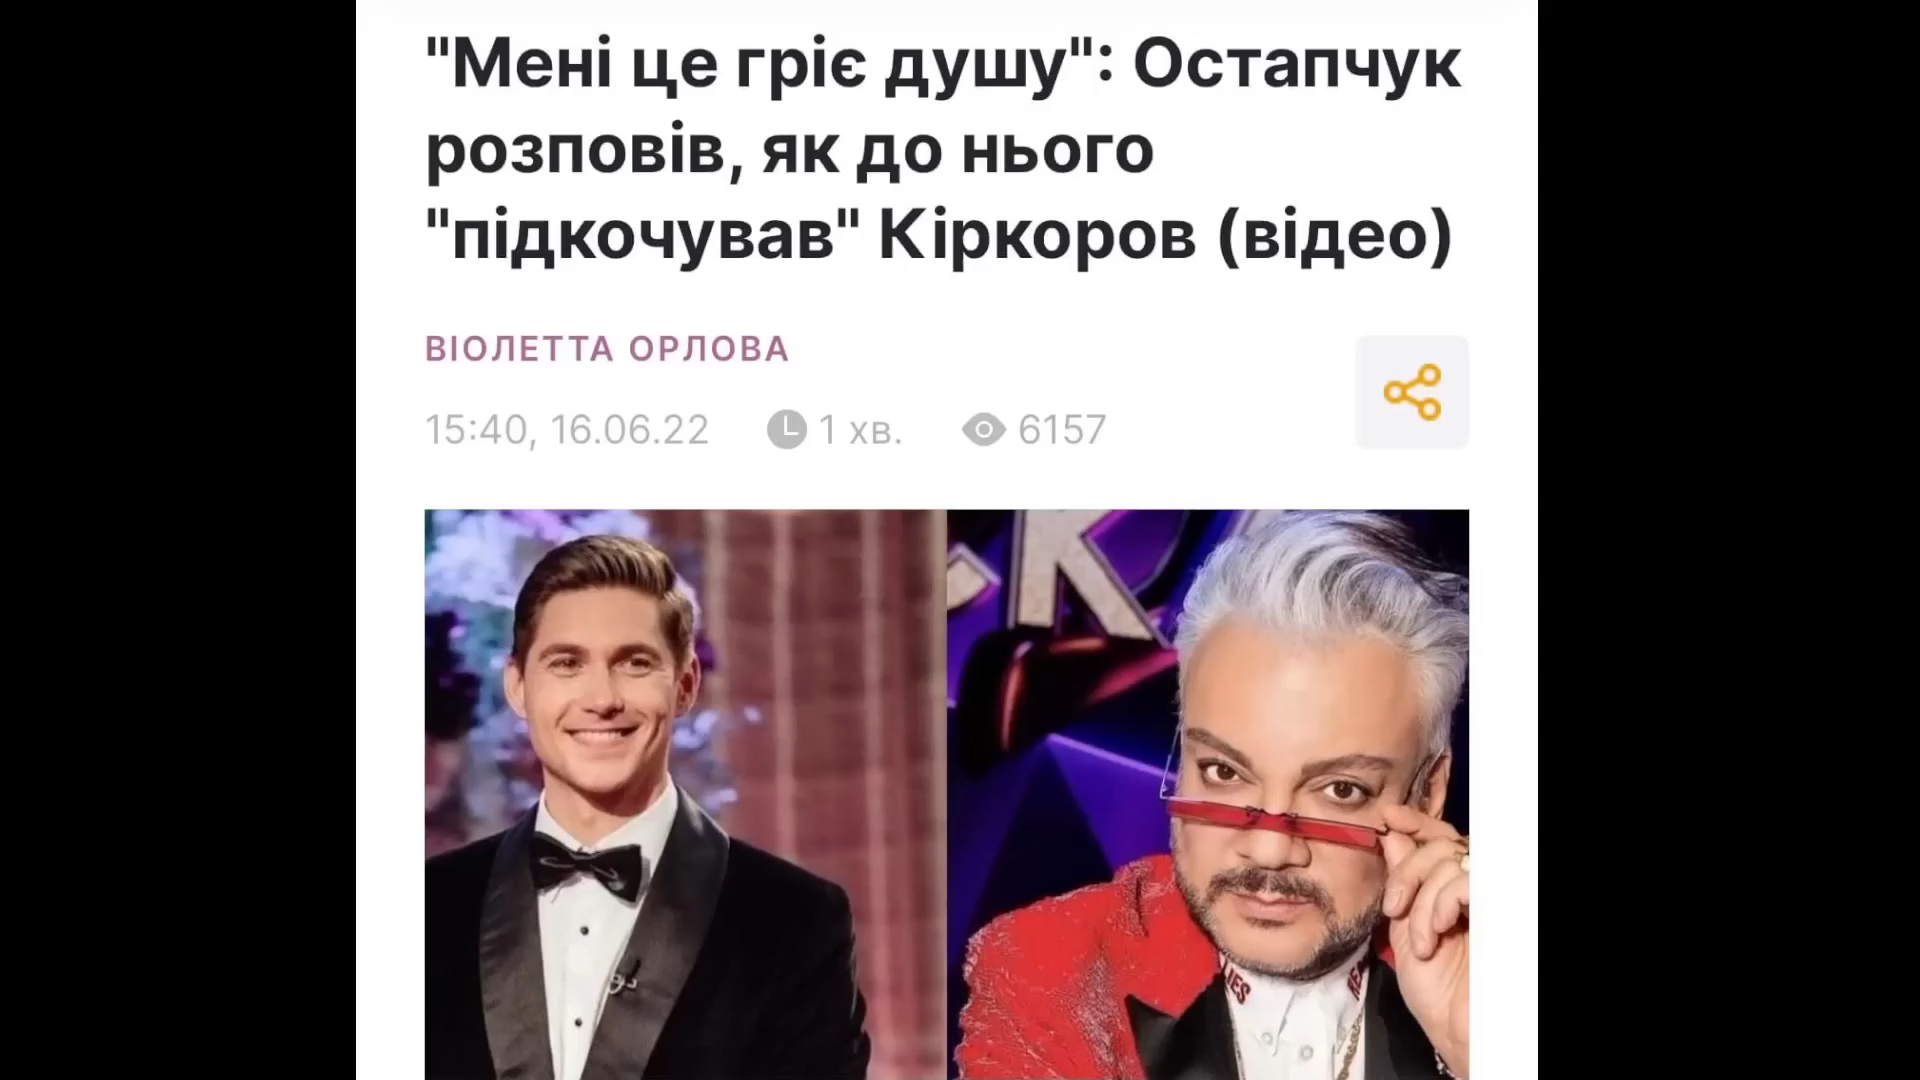 "Мені це гріє душу": Остапчук
розповів, як до нього
"підкочував" Кіркоров (відео)
ВІОЛЕТТА ОРЛОВА
15:40, 16.06.22 1 хв. 6157